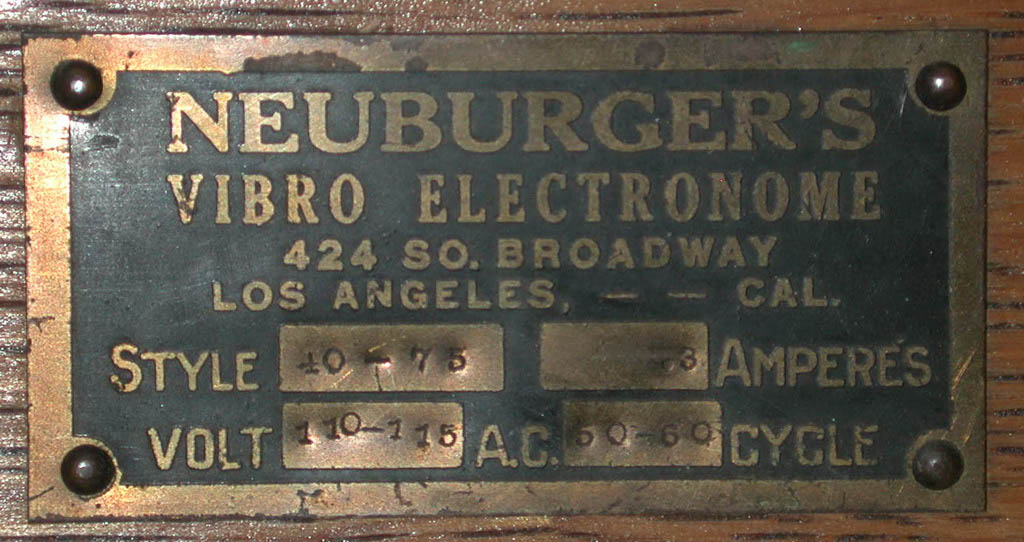 NEUBURGER'S
VIBRO ELECTRONOME
424 SO. BROADWAY
LOS ANGELES, — — CAL.
STYLE 10-75 AMPERES
VOLT 110-115 A.C. 50-60 CYCLE